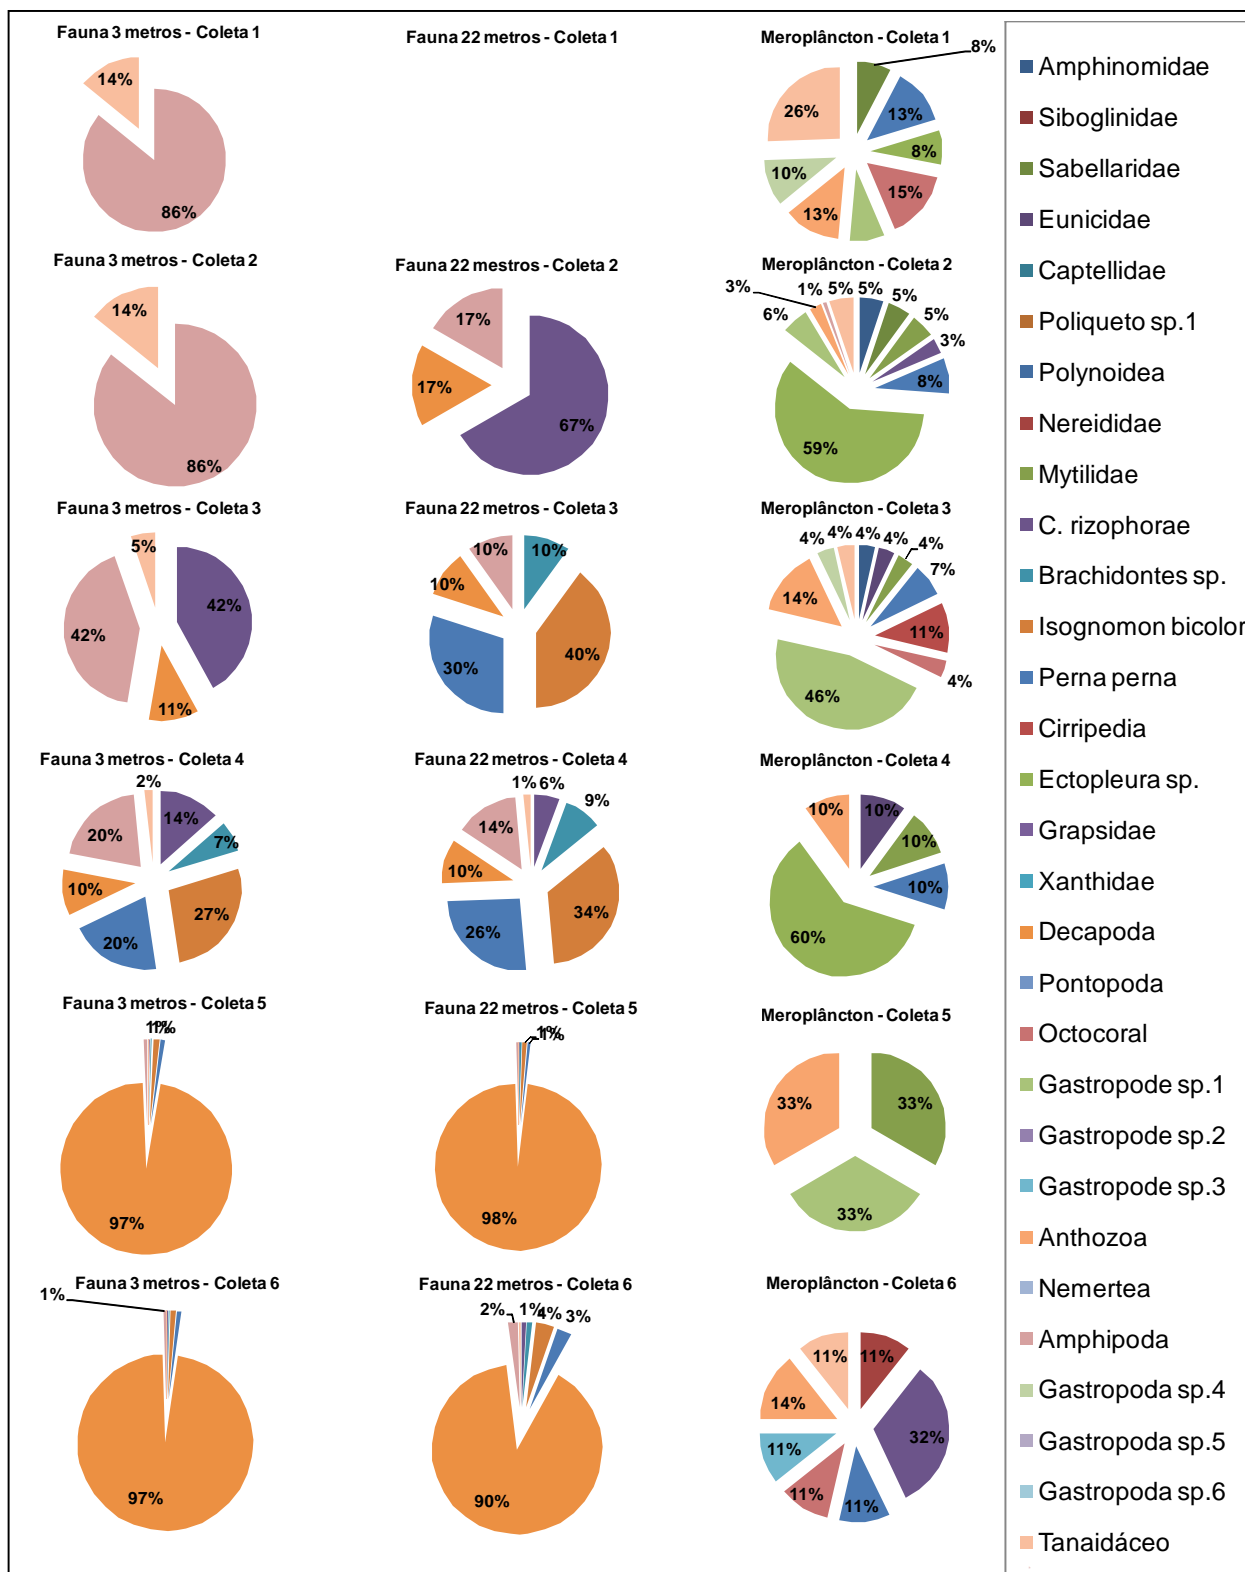 Fauna 3 metros - Coleta 1
14%
86%
Fauna 22 metros - Coleta 1
Meroplâncton - Coleta 1
8%
26%
13%
8%
10%
15%
13%
Fauna 3 metros - Coleta 2
14%
86%
Fauna 22 mestros - Coleta 2
17%
17%
67%
Meroplâncton - Coleta 2
3%
1%
5%
5%
5%
5%
6%
3%
8%
59%
Fauna 3 metros - Coleta 3
5%
42%
42%
11%
Fauna 22 metros - Coleta 3
10%
10%
10%
40%
30%
Meroplâncton - Coleta 3
4%
4%
4%
4%
4%
7%
14%
11%
4%
46%
Fauna 3 metros - Coleta 4
2%
14%
20%
7%
10%
27%
20%
Fauna 22 metros - Coleta 4
1%
6%
9%
14%
10%
34%
26%
Meroplâncton - Coleta 4
10%
10%
10%
10%
60%
Fauna 3 metros - Coleta 5
1%
1%
97%
Fauna 22 metros - Coleta 5
1%
1%
98%
Meroplâncton - Coleta 5
33%
33%
33%
Fauna 3 metros - Coleta 6
1%
97%
Fauna 22 metros - Coleta 6
2%
1%
4%
3%
90%
Meroplâncton - Coleta 6
11%
11%
14%
32%
11%
11%
11%
Amphinomidae
Siboglinidae
Sabellaridae
Eunicidae
Captellidae
Poliqueto sp.1
Polynoidea
Nereididae
Mytilidae
C. rizophorae
Brachidontes sp.
Isognomon bicolor
Perna perna
Cirripedia
Ectopleura sp.
Grapsidae
Xanthidae
Decapoda
Pontopoda
Octocoral
Gastropode sp.1
Gastropode sp.2
Gastropode sp.3
Anthozoa
Nemertea
Amphipoda
Gastropoda sp.4
Gastropoda sp.5
Gastropoda sp.6
Tanaidáceo